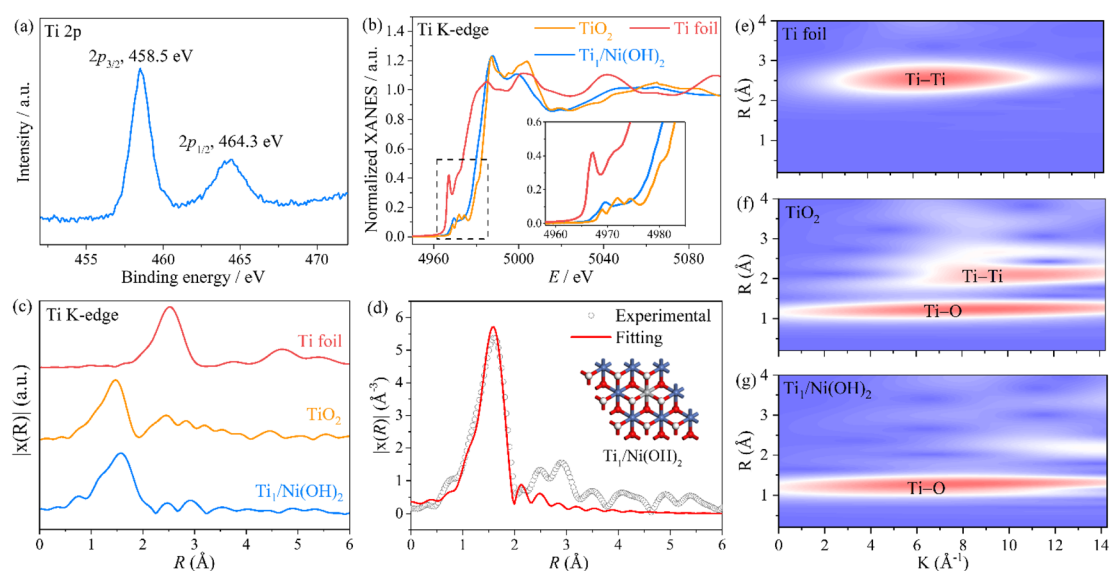 (a)
Ti 2p
2p3/2, 458.5 eV
2p1/2, 464.3 eV
Intensity / a.u.
455
460
465
470
Binding energy / eV
(b)
Ti K-edge
TiO2
Ti foil
Ti1/Ni(OH)2
Normalized XANES / a.u.
1.4
1.2
1.0
0.8
0.6
0.4
0.2
0.0
0.6
0.4
0.2
0.0
4960
4970
4980
4960
5000
5040
5080
E / eV
(c)
Ti K-edge
Ti foil
TiO2
Ti1/Ni(OH)2
|x(R)| (a.u.)
0 1 2 3 4 5 6
R (Å)
(d)
Experimental
Fitting
Ti1/Ni(OH)2
|x(R)| (Å-3)
6
5
4
3
2
1
0
0
2
4
6
R (Å)
(e)
Ti foil
Ti–Ti
R (Å)
4
3
2
1
(f)
TiO2
Ti–Ti
Ti–O
R (Å)
4
3
2
1
(g)
Ti1/Ni(OH)2
Ti–O
R (Å)
4
3
2
1
0 2 4 6 8 10 12 14
K (Å-1)